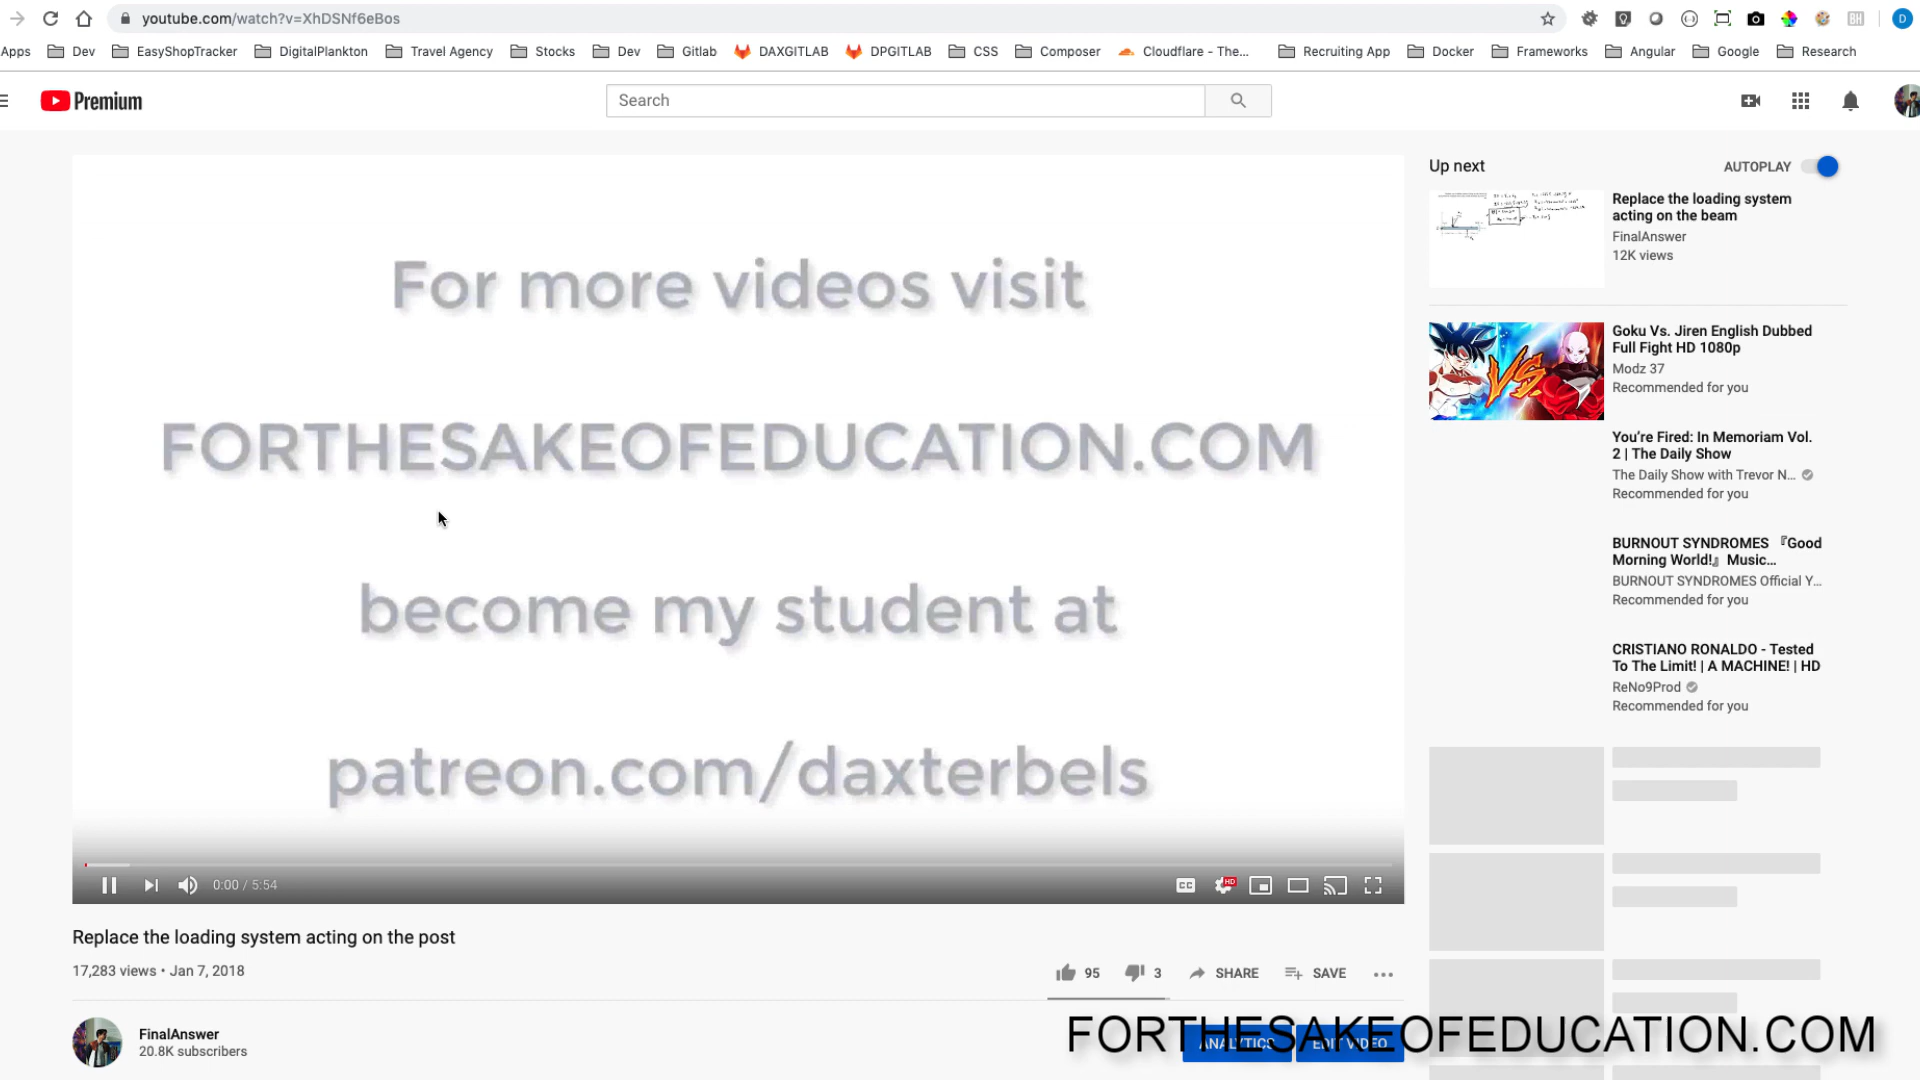 youtube.com/watch?v=XhDSNf6eBos
Apps Dev EasyShopTracker DigitalPlankton Travel Agency Stocks Dev Gitlab DAXGITLAB DPGITLAB CSS Composer Cloudflare - The... Recruiting App Docker Frameworks Angular Google Research
Premium
Search
For more videos visit
FORTHESAKEOFEDUCATION.COM
become my student at
patreon.com/daxterbels
0:00 / 5:54
CC
HD
Replace the loading system acting on the post
17,283 views • Jan 7, 2018
95 3 SHARE SAVE
FinalAnswer
20.8K subscribers
ANALYTICS EDIT VIDEO
Up next
AUTOPLAY
Replace the loading system
acting on the beam
FinalAnswer
12K views
VS.
Goku Vs. Jiren English Dubbed
Full Fight HD 1080p
Modz 37
Recommended for you
You're Fired: In Memoriam Vol.
2 | The Daily Show
The Daily Show with Trevor N...
Recommended for you
BURNOUT SYNDROMES 『Good
Morning World!』 Music...
BURNOUT SYNDROMES Official Y...
Recommended for you
CRISTIANO RONALDO - Tested
To The Limit! | A MACHINE! | HD
ReNo9Prod
Recommended for you
FORTHESAKEOFEDUCATION.COM